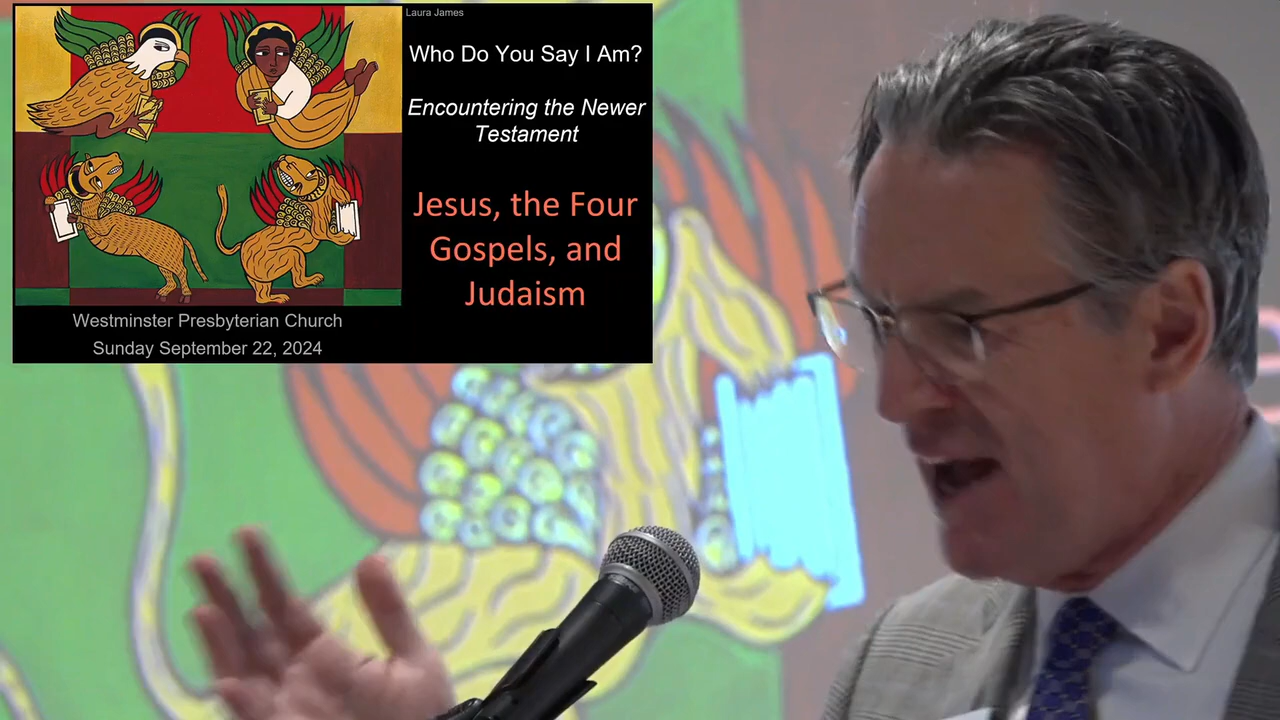 Laura James
Who Do You Say I Am?
Encountering the Newer
Testament
Jesus, the Four
Gospels, and
Judaism
Westminster Presbyterian Church
Sunday September 22, 2024